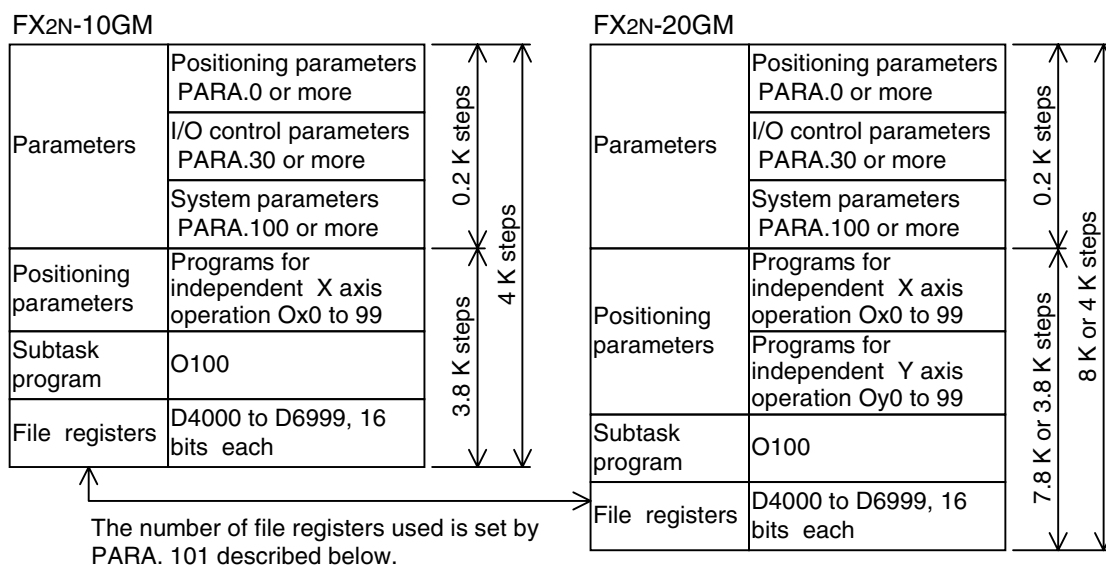 FX2N-10GM
Parameters
Positioning parameters
PARA.0 or more
I/O control parameters
PARA.30 or more
System parameters
PARA.100 or more
Positioning
parameters
Programs for
independent X axis
operation Ox0 to 99
Subtask
program
O100
File registers
D4000 to D6999, 16
bits each
0.2 K steps
3.8 K steps
4 K steps
The number of file registers used is set by
PARA. 101 described below.
FX2N-20GM
Parameters
Positioning parameters
PARA.0 or more
I/O control parameters
PARA.30 or more
System parameters
PARA.100 or more
Positioning
parameters
Programs for
independent X axis
operation Ox0 to 99
Programs for
independent Y axis
operation Oy0 to 99
Subtask
program
O100
File registers
D4000 to D6999, 16
bits each
0.2 K steps
7.8 K or 3.8 K steps
8 K or 4 K steps